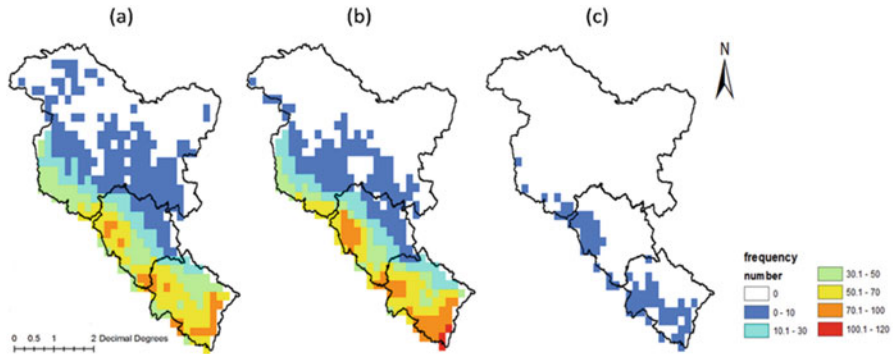 (a) (b) (c)
N
frequency
number
0
0 - 10
10.1 - 30
30.1 - 50
50.1 - 70
70.1 - 100
100.1 - 120
0 0.5 1 2 Decimal Degrees